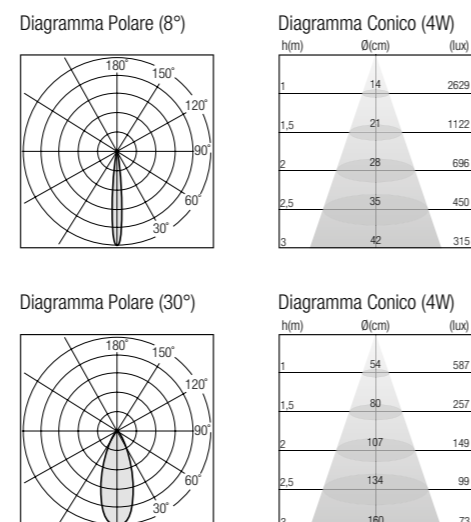 Diagramma Polare (8°)
180° 150° 120° 90° 60° 30°
Diagramma Conico (4W)
h(m) Ø(cm) (lux)
1 14 2629
1,5 21 1122
2 28 696
2,5 35 450
3 42 315
Diagramma Polare (30°)
180° 150° 120° 90° 60° 30°
Diagramma Conico (4W)
h(m) Ø(cm) (lux)
1 54 587
1,5 80 257
2 107 149
2,5 134 99
3 160 73